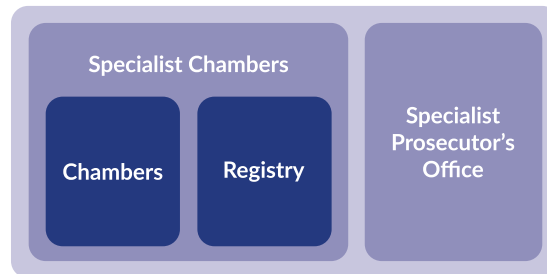 Specialist Chambers
Chambers
Registry
Specialist
Prosecutor’s
Office